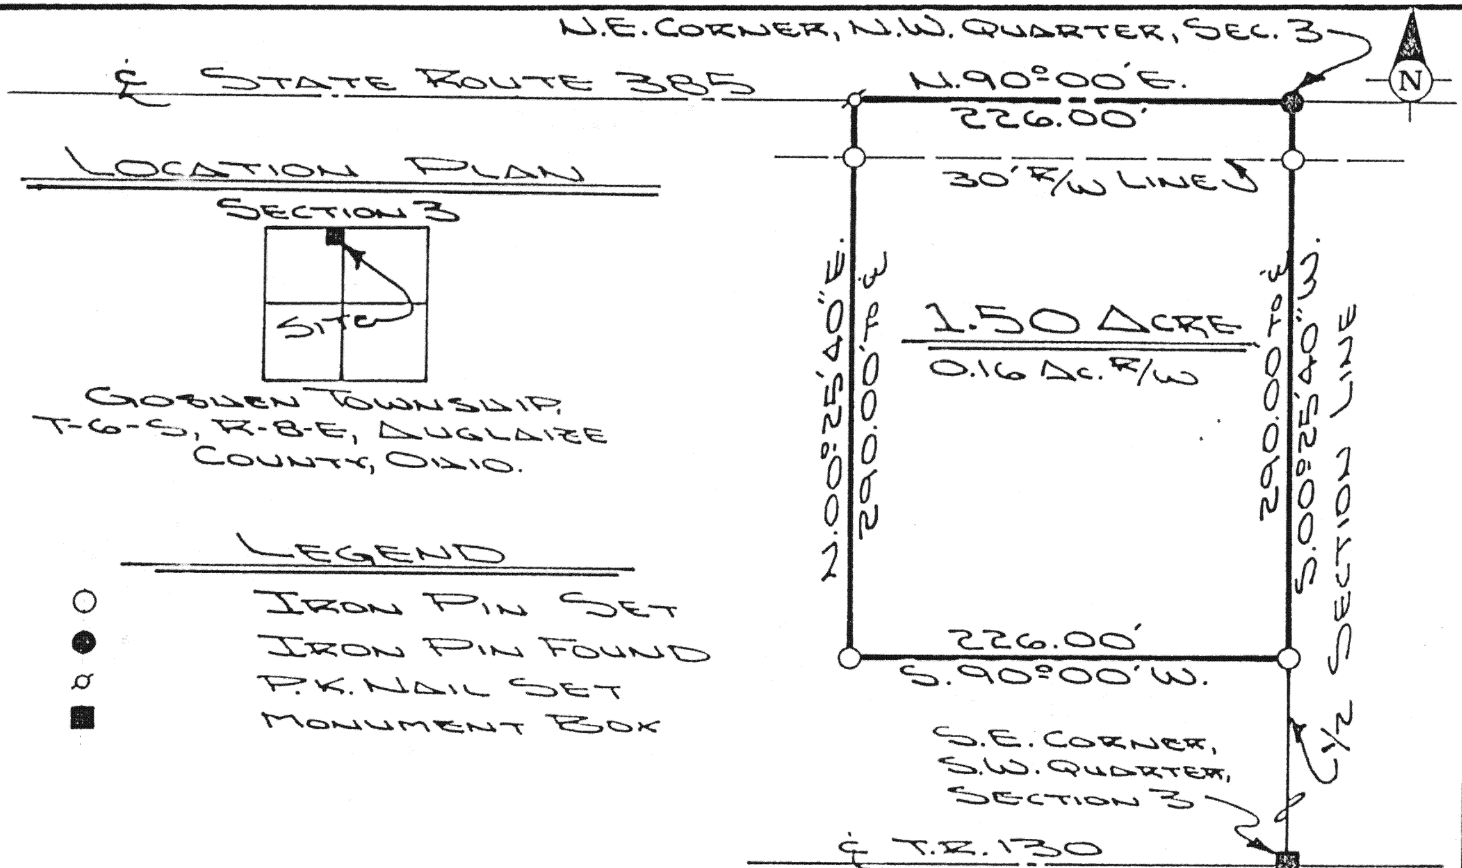 N.E. CORNER, N.W. QUARTER, SEC. 3
℄ STATE ROUTE 385
N.90°00'E.
226.00'
N
30' R/W LINE
LOCATION PLAN
SECTION 3
SITE
GOSHEN TOWNSHIP,
T-6-S, R-8-E, AUGLAIZE
COUNTY, OHIO.
N.00°25'40"E.
290.00' TO ℄
1.50 ACRE
0.16 AC. R/W
290.00 TO ℄
S.00°25'40"W.
1/2 SECTION LINE
LEGEND
IRON PIN SET
IRON PIN FOUND
P.K. NAIL SET
MONUMENT BOX
226.00'
S.90°00'W.
S.E. CORNER,
S.W. QUARTER,
SECTION 3
℄ T.R. 130